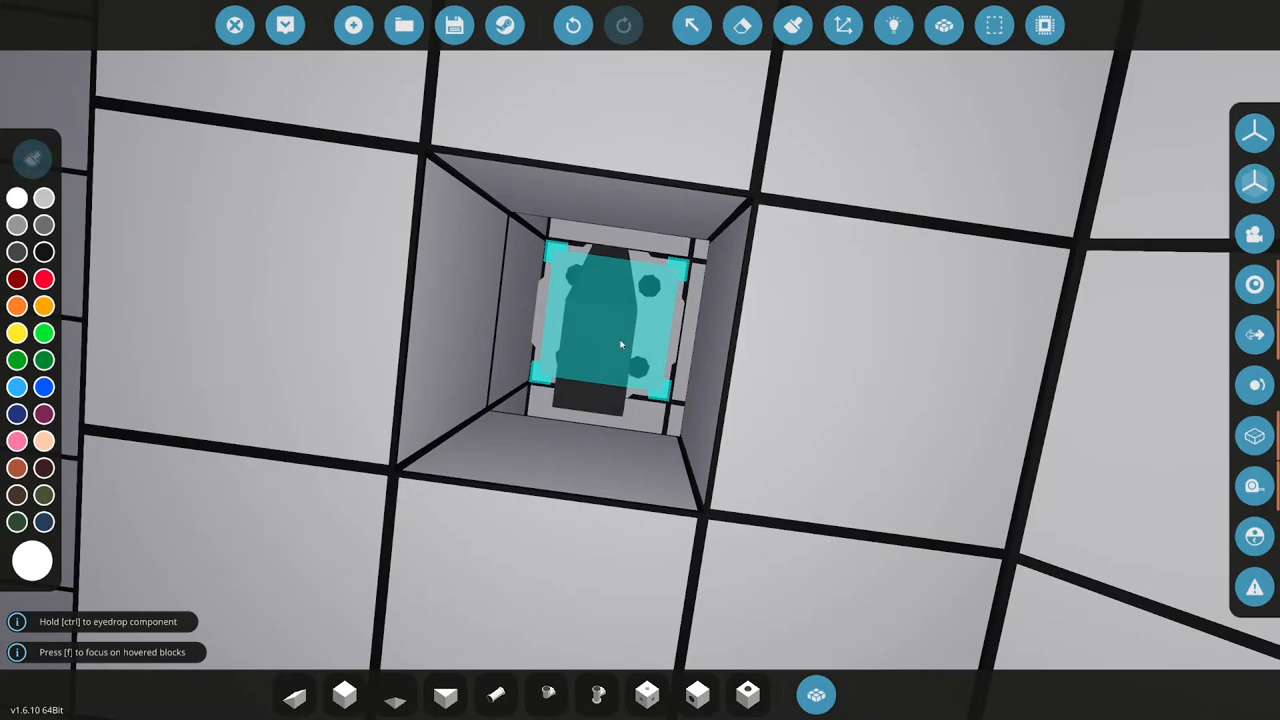 Hold [ctrl] to eyedrop component
Press [f] to focus on hovered blocks
v1.6.10 64Bit